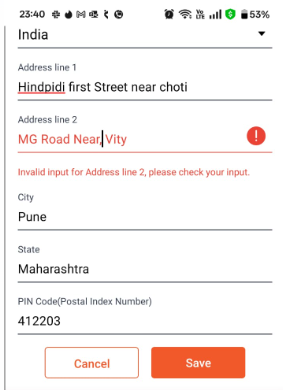 23:40 53%
India
Address line 1
Hindpidi first Street near choti
Address line 2
MG Road Near, Vity
Invalid input for Address line 2, please check your input.
City
Pune
State
Maharashtra
PIN Code(Postal Index Number)
412203
Cancel Save